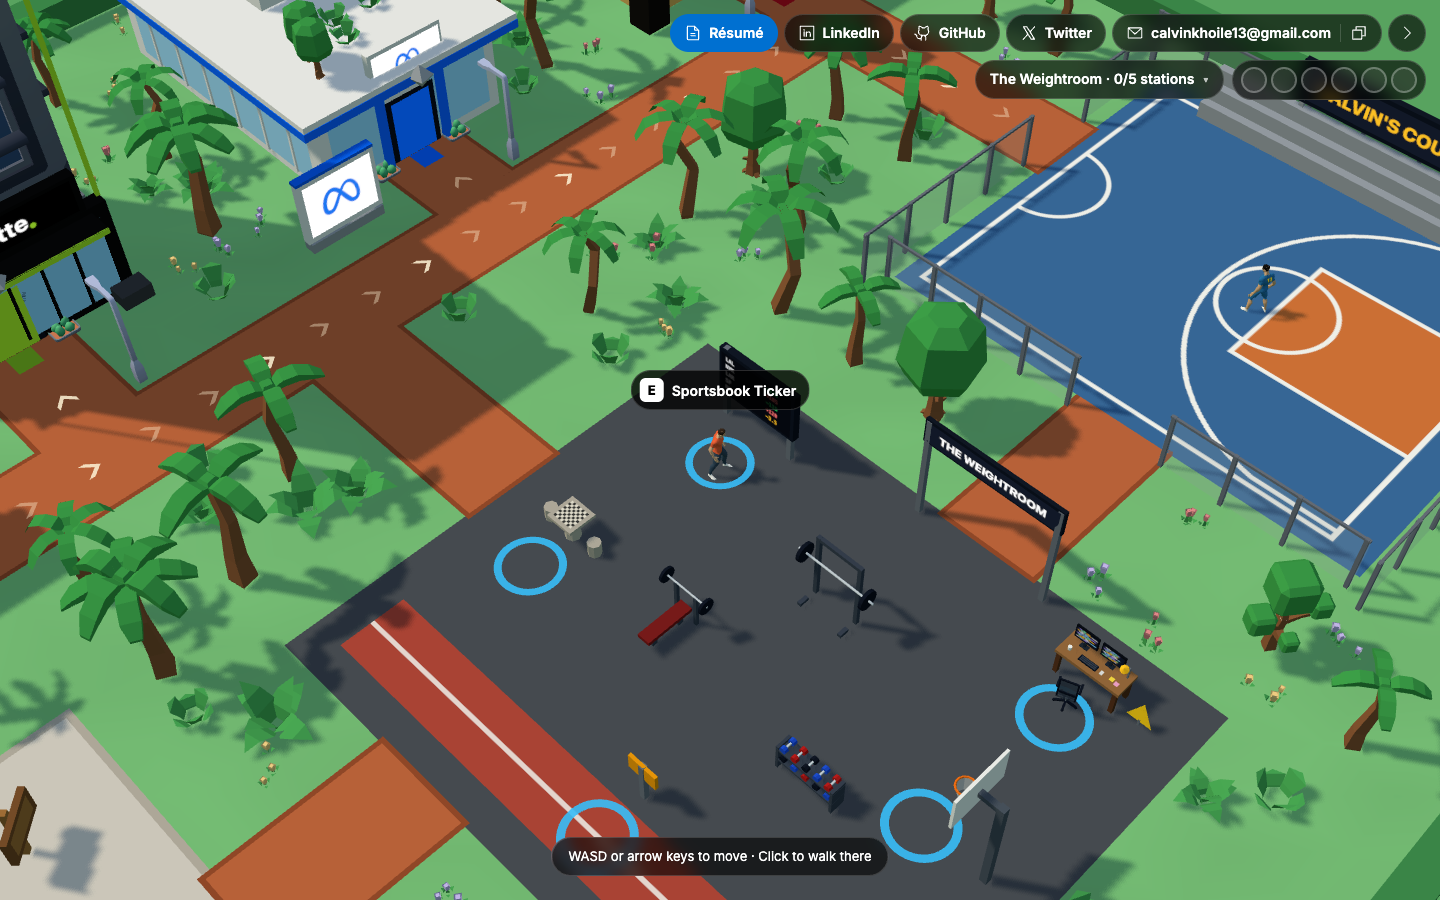 Résumé
LinkedIn
GitHub
Twitter
calvinkhoile13@gmail.com
The Weightroom · 0/5 stations
CALVIN'S COU
tte.
E Sportsbook Ticker
THE WEIGHTROOM
WASD or arrow keys to move · Click to walk there